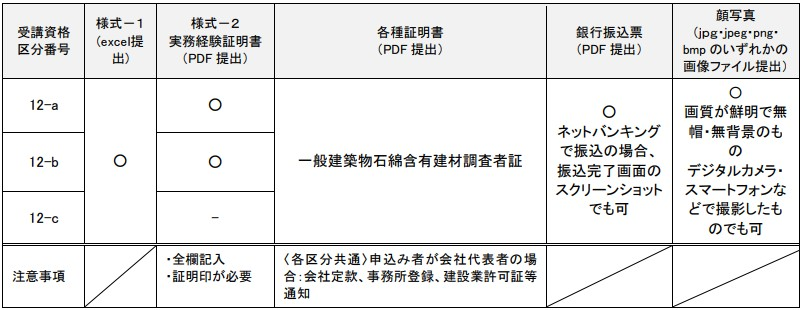 受講資格
区分番号
様式－１
（excel提
出）
様式－２
実務経験証明書
（PDF 提出）
各種証明書
（PDF 提出）
銀行振込票
（PDF 提出）
顔写真
（jpg・jpeg・png・
bmp のいずれかの
画像ファイル提出）
12-a
12-b
12-c
○
○
○
－
一般建築物石綿含有建材調査者証
○
ネットバンキング
で振込の場合、
振込完了画面の
スクリーンショット
でも可
○
画質が鮮明で無
帽・無背景のも
の
デジタルカメラ・
スマートフォンな
どで撮影したも
のでも可
注意事項
・全欄記入
・証明印が必要
〈各区分共通〉申込み者が会社代表者の場
合：会社定款、事務所登録、建設業許可証等
通知